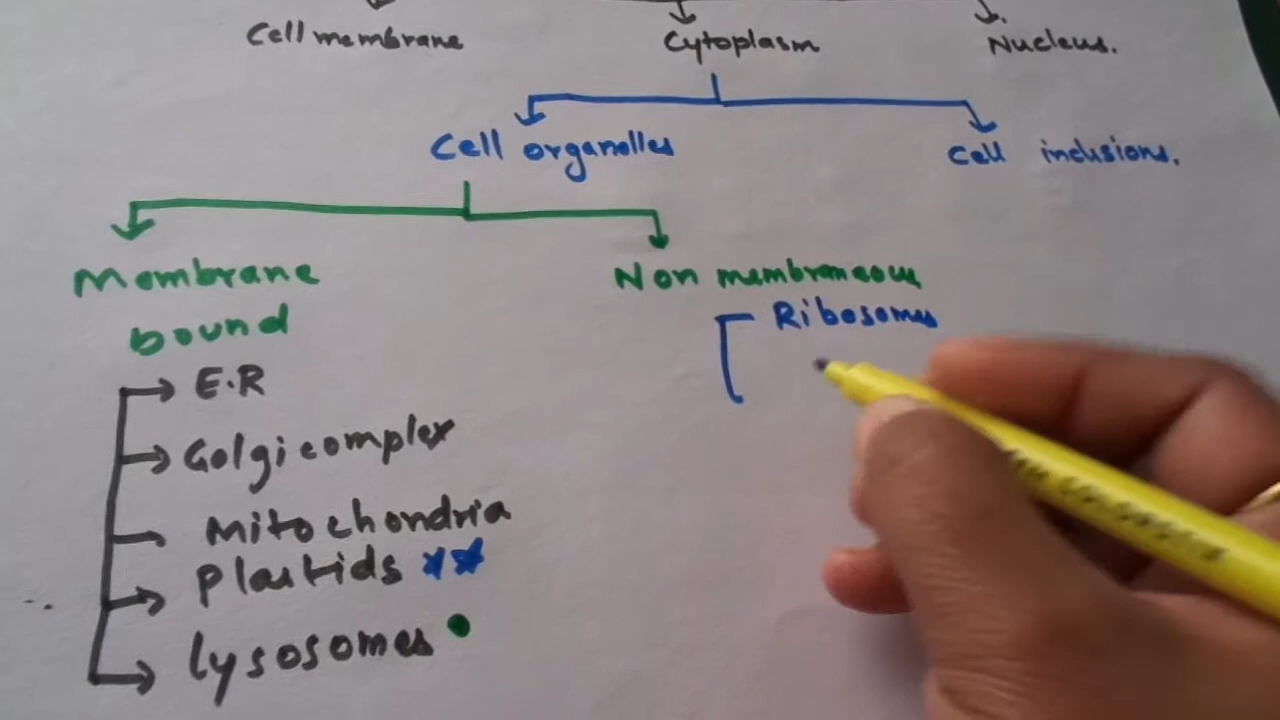 Cell membrane
Cytoplasm
Nucleus.
Cell organelles
Cell inclusions.
Membrane
bound
Non membraneous
Ribosomes
E.R
Golgi complex
Mitochondria
Plastids **
Lysosomes